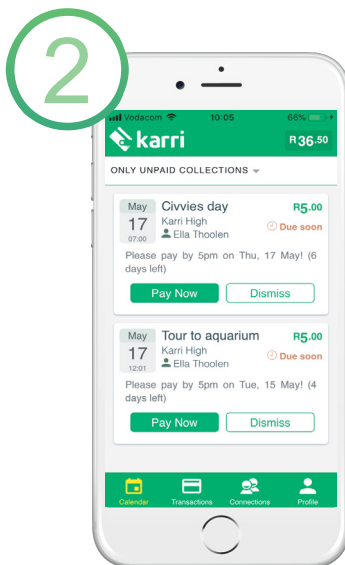 2
Vodacom 10:05 66%
karri R36.50
ONLY UNPAID COLLECTIONS
May Civvies day R5.00
17 Karri High
07:00 Ella Thoolen Due soon
Please pay by 5pm on Thu, 17 May! (6
days left)
Pay Now Dismiss
May Tour to aquarium R5.00
17 Karri High Due soon
12:01 Ella Thoolen
Please pay by 5pm on Tue, 15 May! (4
days left)
Pay Now Dismiss
Calendar Transactions Connections Profile